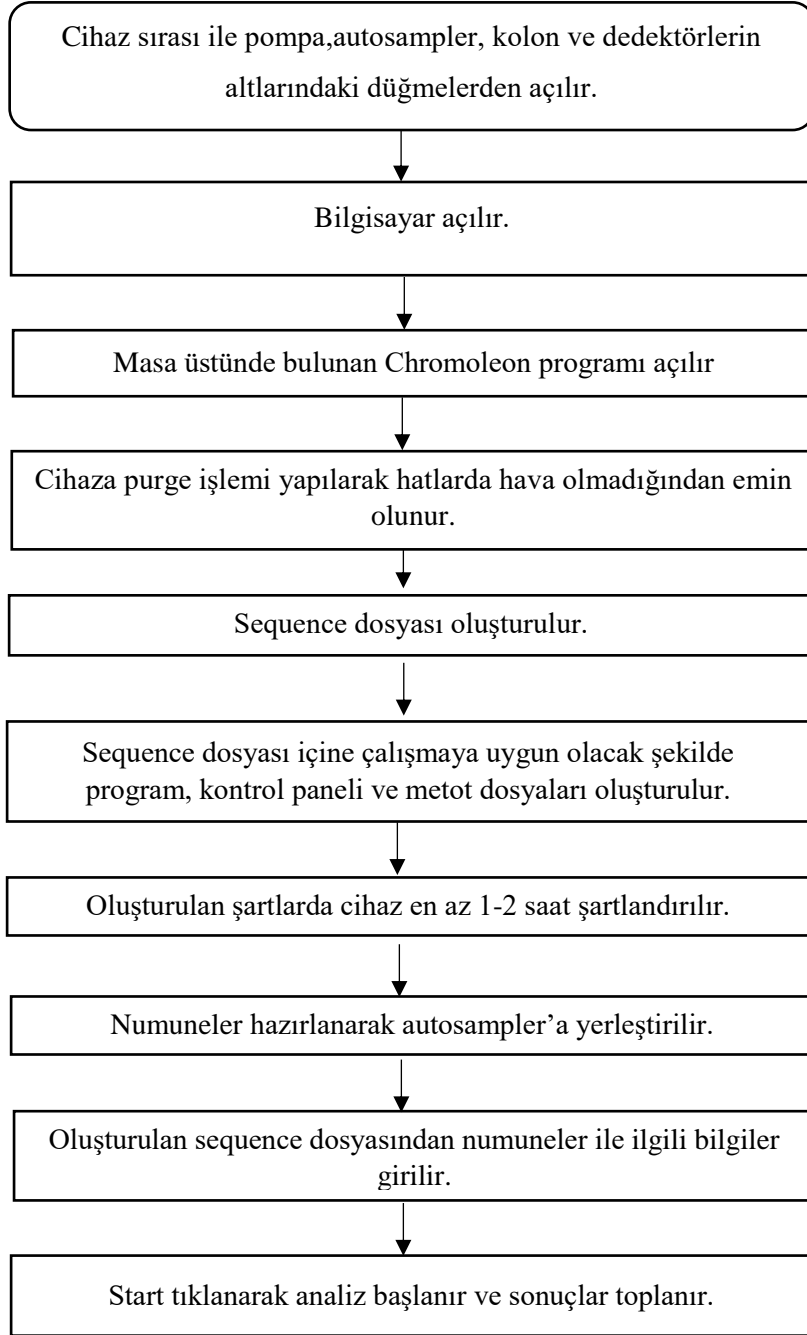 Cihaz sırası ile pompa,autosampler, kolon ve dedektörlerin
altlarındaki düğmelerden açılır.
Bilgisayar açılır.
Masa üstünde bulunan Chromoleon programı açılır
Cihaza purge işlemi yapılarak hatlarda hava olmadığından emin
olunur.
Sequence dosyası oluşturulur.
Sequence dosyası içine çalışmaya uygun olacak şekilde
program, kontrol paneli ve metot dosyaları oluşturulur.
Oluşturulan şartlarda cihaz en az 1-2 saat şartlandırılır.
Numuneler hazırlanarak autosampler’a yerleştirilir.
Oluşturulan sequence dosyasından numuneler ile ilgili bilgiler
girilir.
Start tıklanarak analiz başlanır ve sonuçlar toplanır.